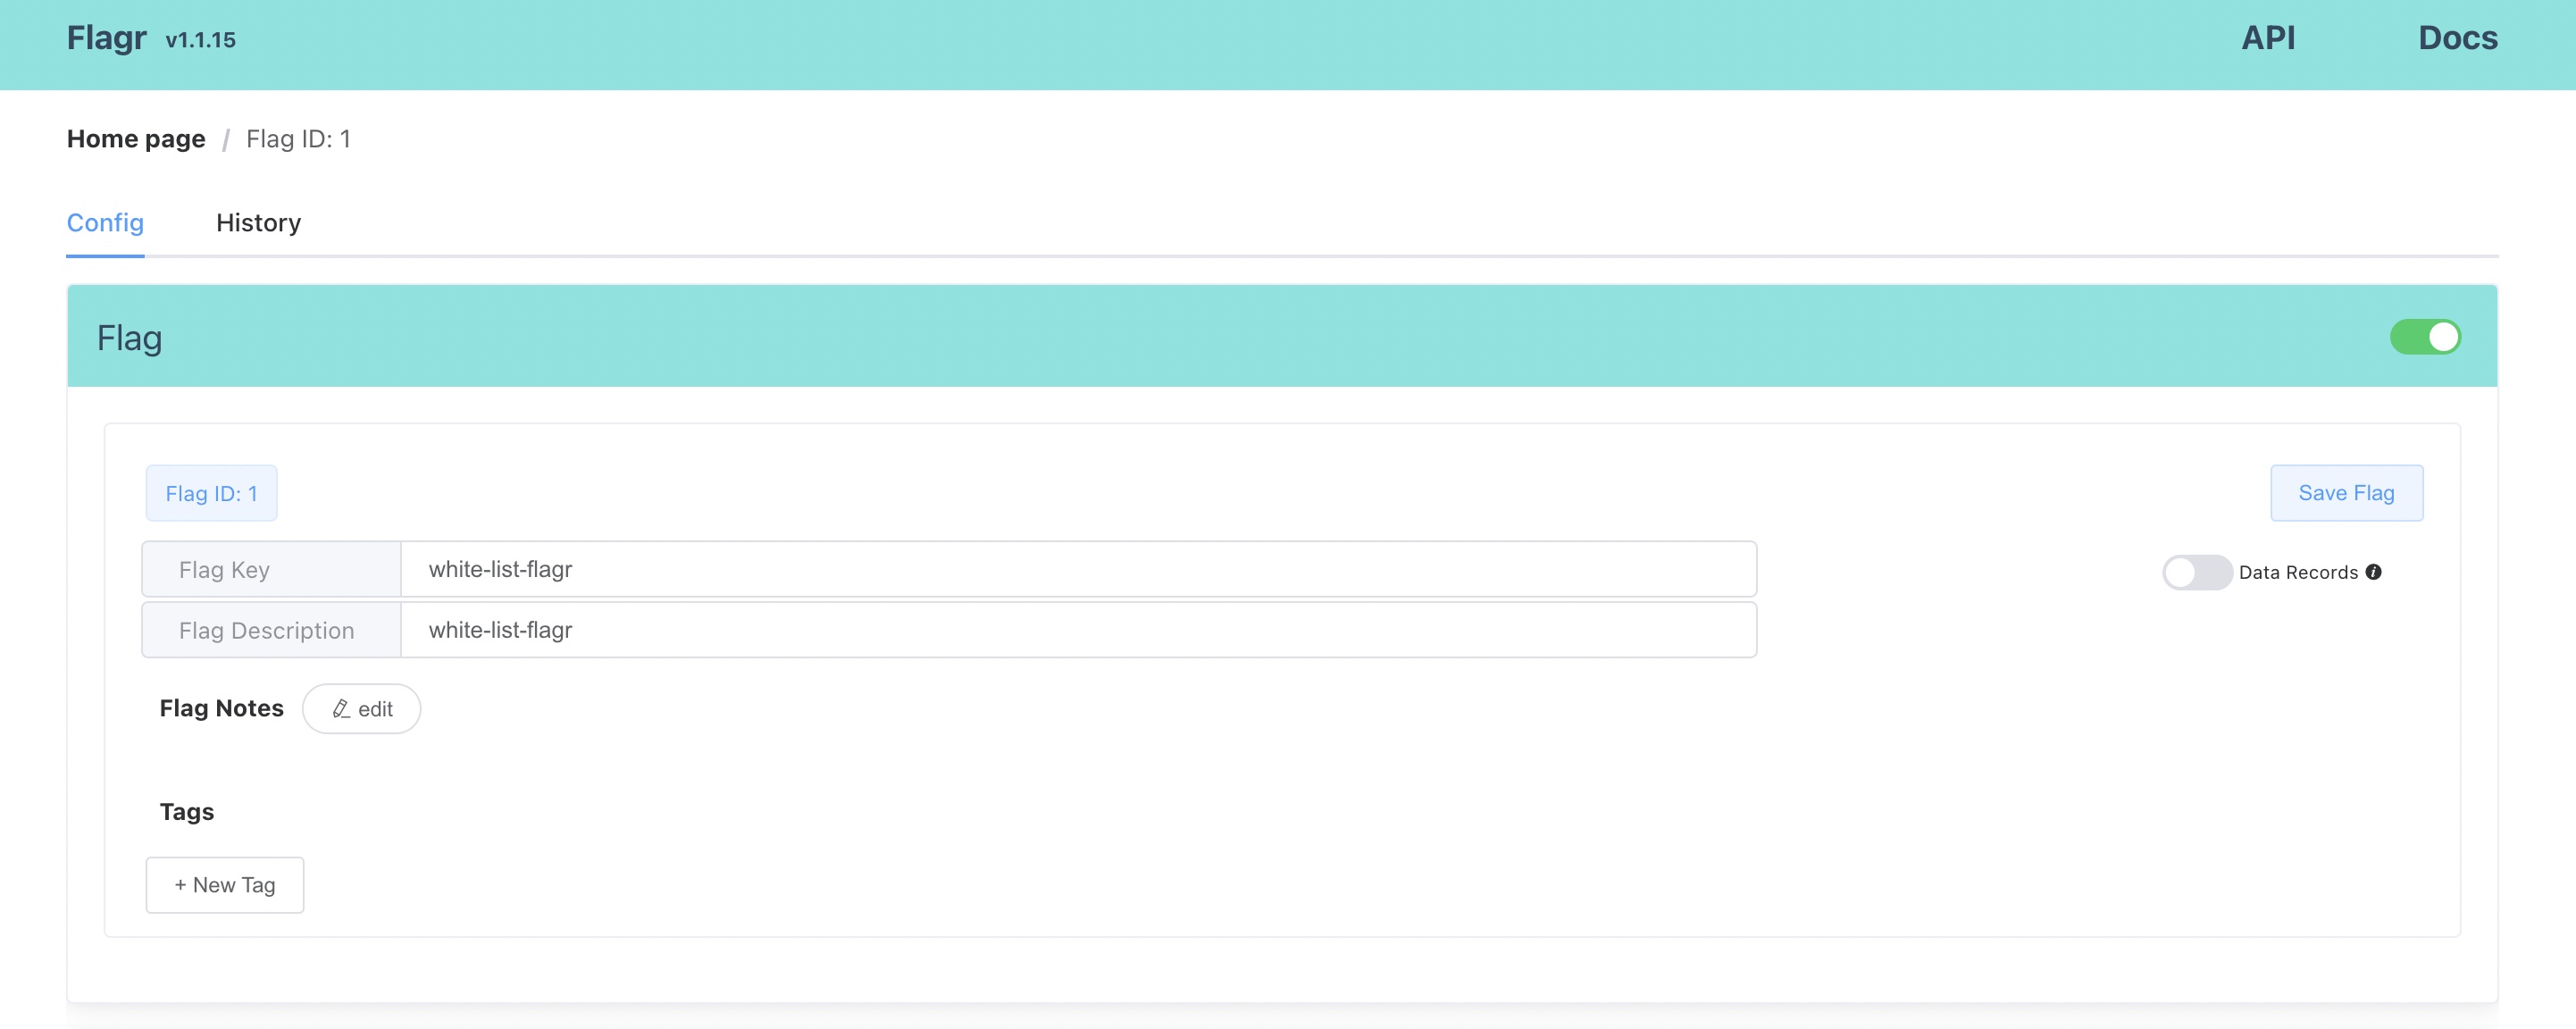 Flagr v1.1.15
API Docs
Home page / Flag ID: 1
Config History
Flag
Flag ID: 1 Save Flag
Flag Key white-list-flagr Data Records
Flag Description white-list-flagr
Flag Notes edit
Tags
+ New Tag